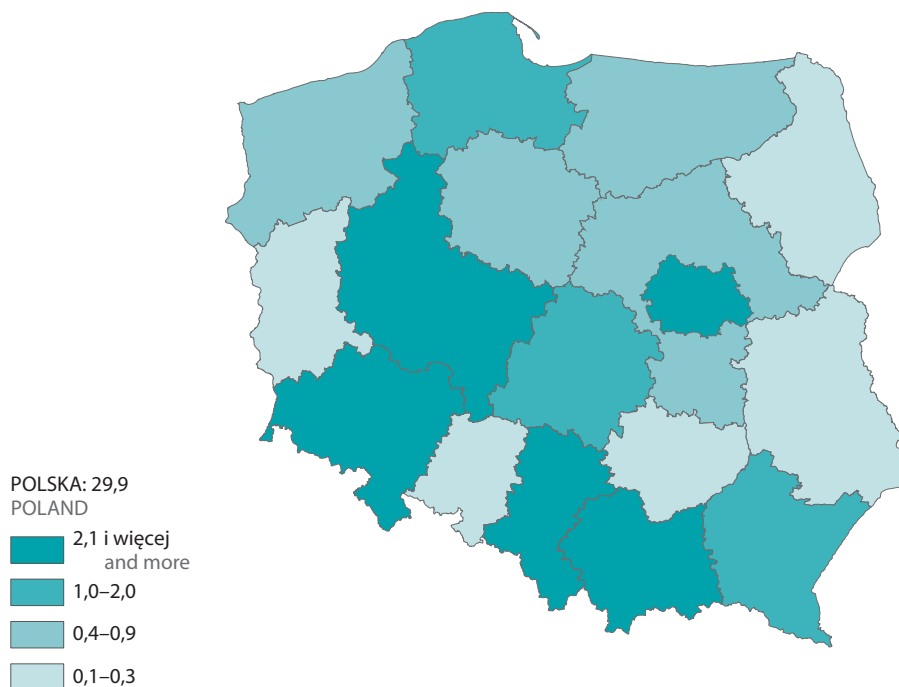 POLSKA: 29,9
POLAND
2,1 i więcej
and more
1,0–2,0
0,4–0,9
0,1–0,3